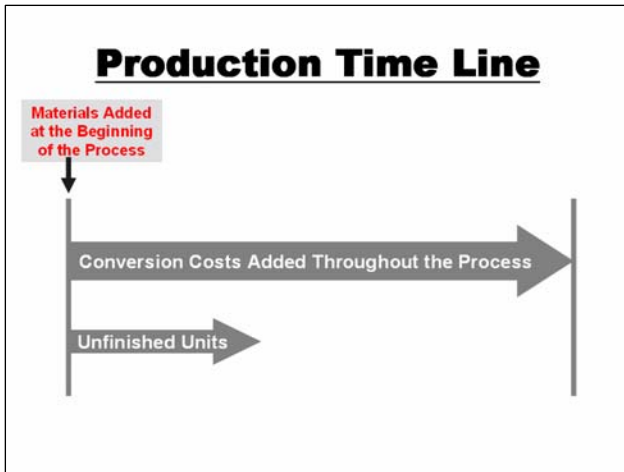 Production Time Line
Materials Added
at the Beginning
of the Process
Conversion Costs Added Throughout the Process
Unfinished Units